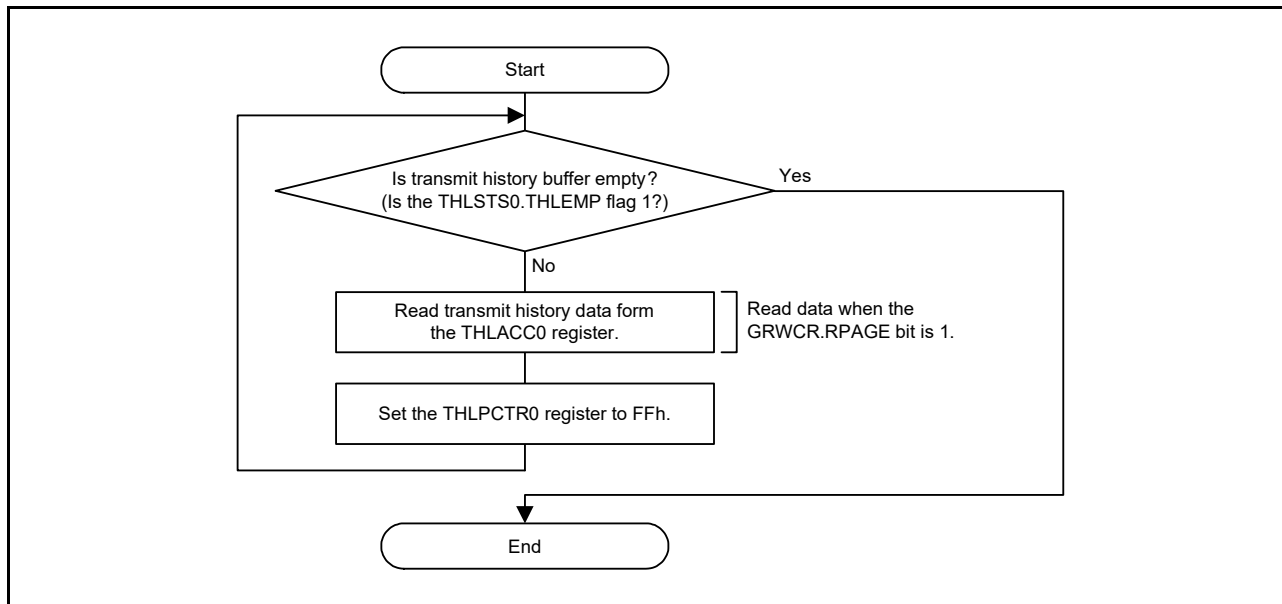 Start
Is transmit history buffer empty?
(Is the THLSTS0.THLEMP flag 1?)
Yes
No
Read transmit history data form
the THLACC0 register.
Read data when the
GRWCR.RPAGE bit is 1.
Set the THLPCTR0 register to FFh.
End